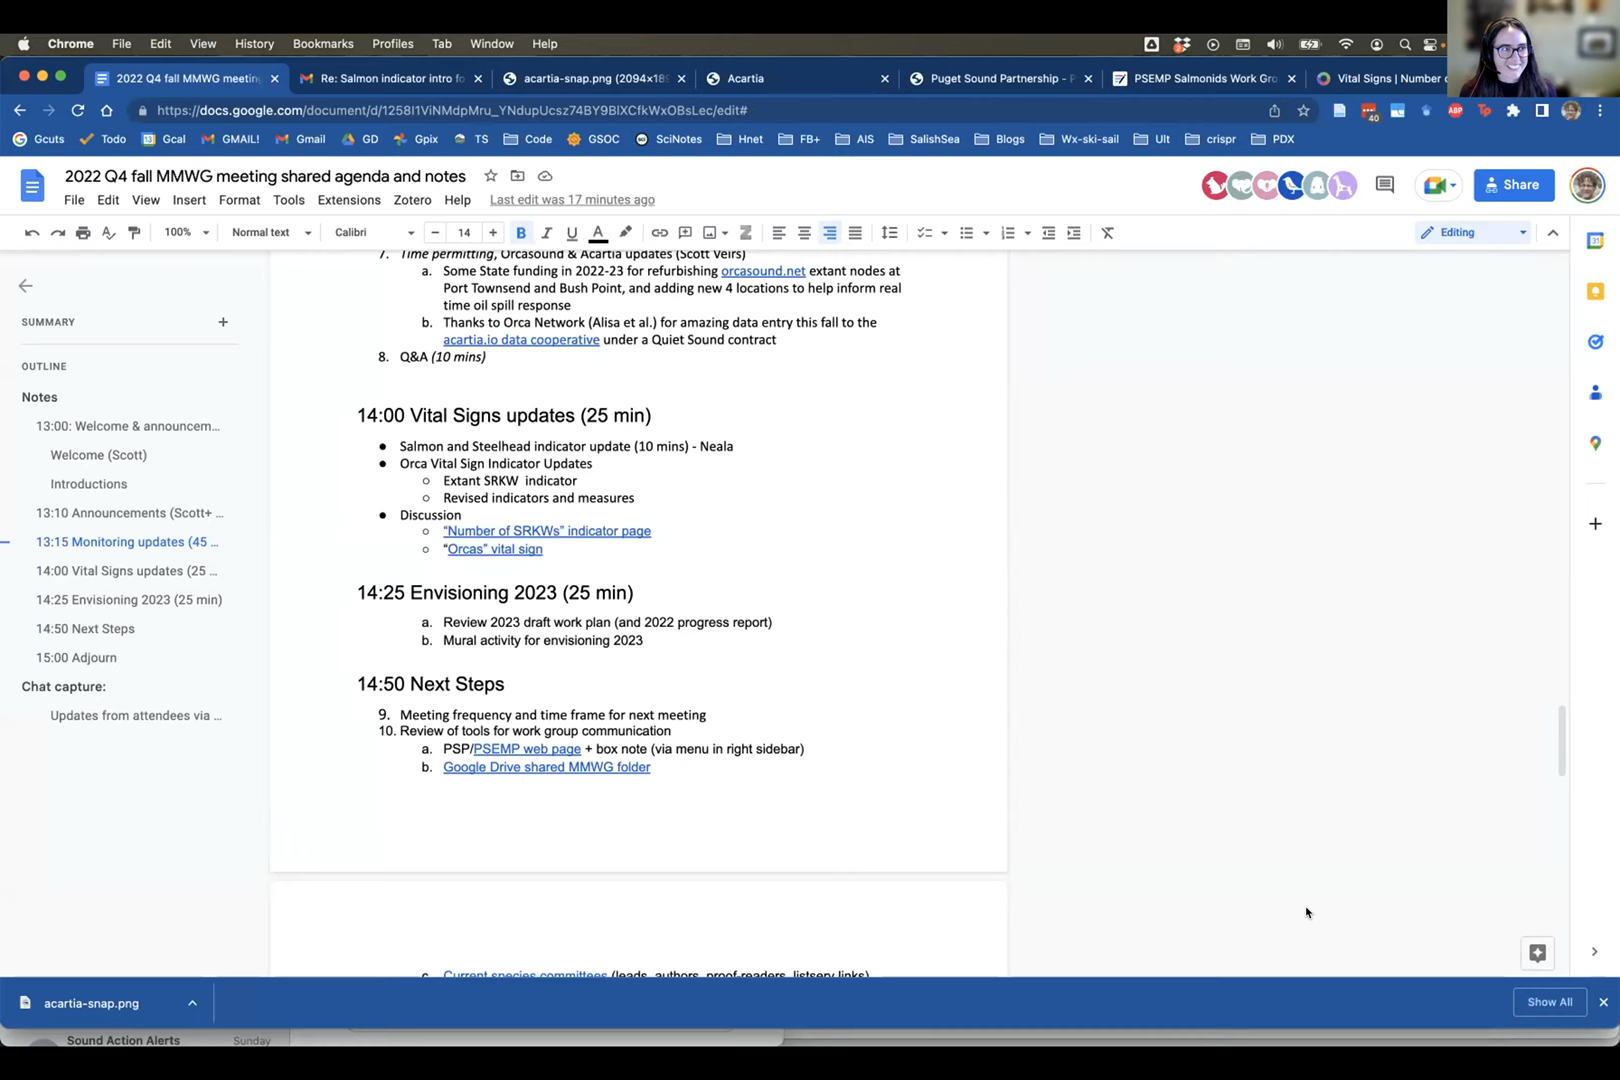 Chrome File Edit View History Bookmarks Profiles Tab Window Help
2022 Q4 fall MMWG meeting
Re: Salmon indicator intro fo
acartia-snap.png (2094×189
Acartia
Puget Sound Partnership - P
PSEMP Salmonids Work Gro
Vital Signs | Number o
https://docs.google.com/document/d/1258I1ViNMdpMru_YNdupUcsz74BY9BlXCfkWxOBsLec/edit#
40
ABP
Gcuts Todo Gcal GMAIL! Gmail GD Gpix TS Code GSOC SciNotes Hnet FB+ AIS SalishSea Blogs Wx-ski-sail Ult crispr PDX
2022 Q4 fall MMWG meeting shared agenda and notes
File Edit View Insert Format Tools Extensions Zotero Help Last edit was 17 minutes ago
Share
100% Normal text Calibri 14 B I U A Z Editing
SUMMARY
OUTLINE
Notes
13:00: Welcome & announcem...
Welcome (Scott)
Introductions
13:10 Announcements (Scott+ ...
13:15 Monitoring updates (45 ...
14:00 Vital Signs updates (25 ...
14:25 Envisioning 2023 (25 min)
14:50 Next Steps
15:00 Adjourn
Chat capture:
Updates from attendees via ...
7. Time permitting, Orcasound & Acartia updates (Scott Veirs)
a. Some State funding in 2022-23 for refurbishing orcasound.net extant nodes at
Port Townsend and Bush Point, and adding new 4 locations to help inform real
time oil spill response
b. Thanks to Orca Network (Alisa et al.) for amazing data entry this fall to the
acartia.io data cooperative under a Quiet Sound contract
8. Q&A (10 mins)
14:00 Vital Signs updates (25 min)
● Salmon and Steelhead indicator update (10 mins) - Neala
● Orca Vital Sign Indicator Updates
○ Extant SRKW indicator
○ Revised indicators and measures
● Discussion
○ “Number of SRKWs” indicator page
○ “Orcas” vital sign
14:25 Envisioning 2023 (25 min)
a. Review 2023 draft work plan (and 2022 progress report)
b. Mural activity for envisioning 2023
14:50 Next Steps
9. Meeting frequency and time frame for next meeting
10. Review of tools for work group communication
a. PSP/PSEMP web page + box note (via menu in right sidebar)
b. Google Drive shared MMWG folder
c. Current species committees (leads, authors, proof-readers, listserv links)
acartia-snap.png
Show All
Sound Action Alerts Sunday